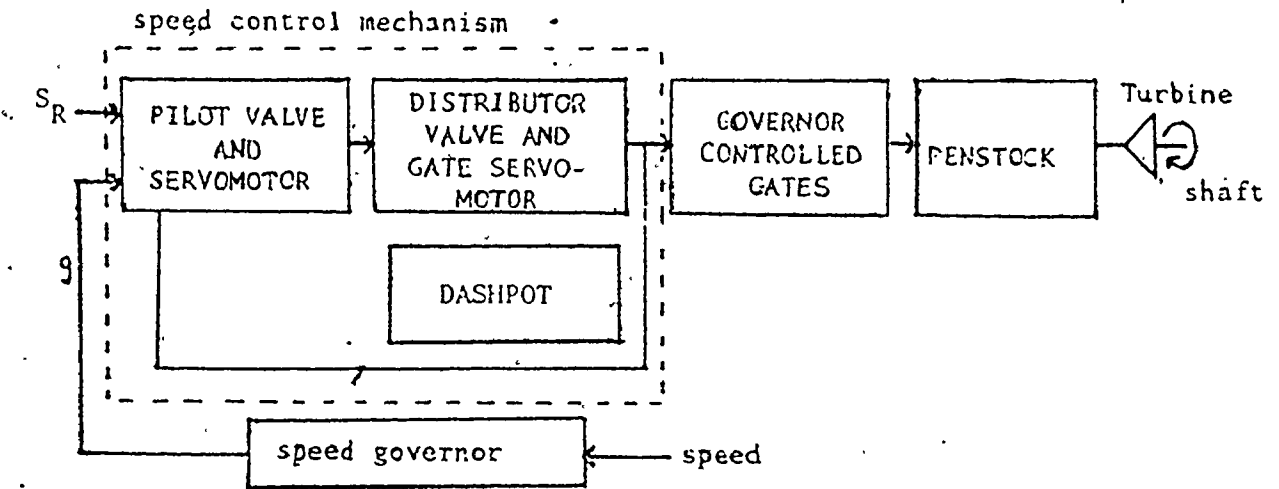 speed control mechanism
S_R
PILOT VALVE
AND
SERVOMOTOR
DISTRIBUTOR
VALVE AND
GATE SERVO-
MOTOR
GOVERNOR
CONTROLLED
GATES
PENSTOCK
Turbine
shaft
g
DASHPOT
speed governor
speed